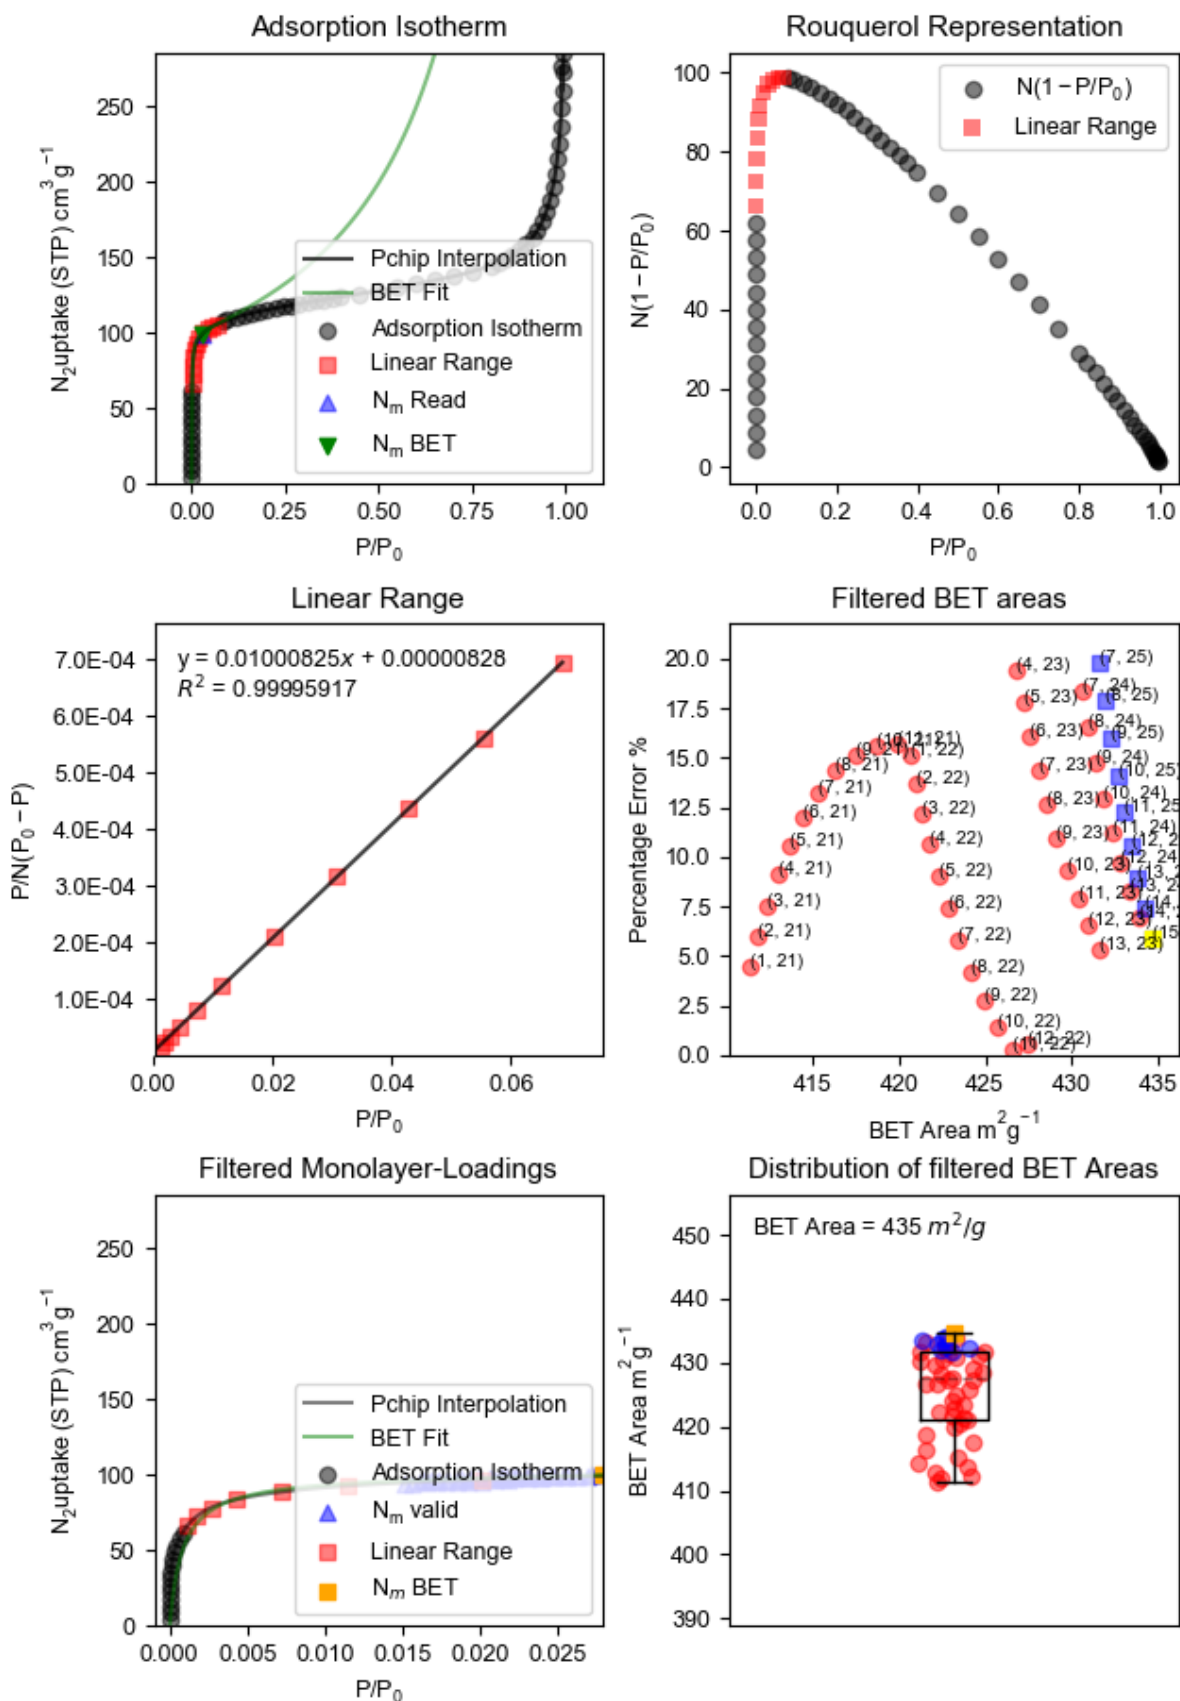 Adsorption Isotherm
N₂uptake (STP) cm³g⁻¹
250
200
150
100
50
0
Pchip Interpolation
BET Fit
Adsorption Isotherm
Linear Range
Nₘ Read
Nₘ BET
0.00 0.25 0.50 0.75 1.00
P/P₀
Rouquerol Representation
N(1−P/P₀)
100
80
60
40
20
0
N(1−P/P₀)
Linear Range
0.0 0.2 0.4 0.6 0.8 1.0
P/P₀
Linear Range
P/N(P₀−P)
7.0E-04
6.0E-04
5.0E-04
4.0E-04
3.0E-04
2.0E-04
1.0E-04
y = 0.01000825x + 0.00000828
R² = 0.99995917
0.00 0.02 0.04 0.06
P/P₀
Filtered BET areas
Percentage Error %
20.0
17.5
15.0
12.5
10.0
7.5
5.0
2.5
0.0
(4, 23)
(5, 23)
(6, 23)
(7, 23)
(8, 23)
(9, 23)
(10, 23)
(11, 23)
(12, 23)
(13, 23)
(7, 25)
(8, 25)
(9, 25)
(10, 25)
(7, 24)
(8, 24)
(9, 24)
(10, 24)
(11, 24)
(8, 21)
(7, 21)
(6, 21)
(5, 21)
(4, 21)
(3, 21)
(2, 21)
(1, 21)
(1, 22)
(2, 22)
(3, 22)
(4, 22)
(5, 22)
(6, 22)
(7, 22)
(8, 22)
(9, 22)
(10, 22)
(11, 22)
(12, 22)
415 420 425 430 435
BET Area m²g⁻¹
Filtered Monolayer-Loadings
N₂uptake (STP) cm³g⁻¹
250
200
150
100
50
0
Pchip Interpolation
BET Fit
Adsorption Isotherm
Nₘ valid
Linear Range
Nₘ BET
0.000 0.005 0.010 0.015 0.020 0.025
P/P₀
Distribution of filtered BET Areas
BET Area m²g⁻¹
450
440
430
420
410
400
390
BET Area = 435 m²/g